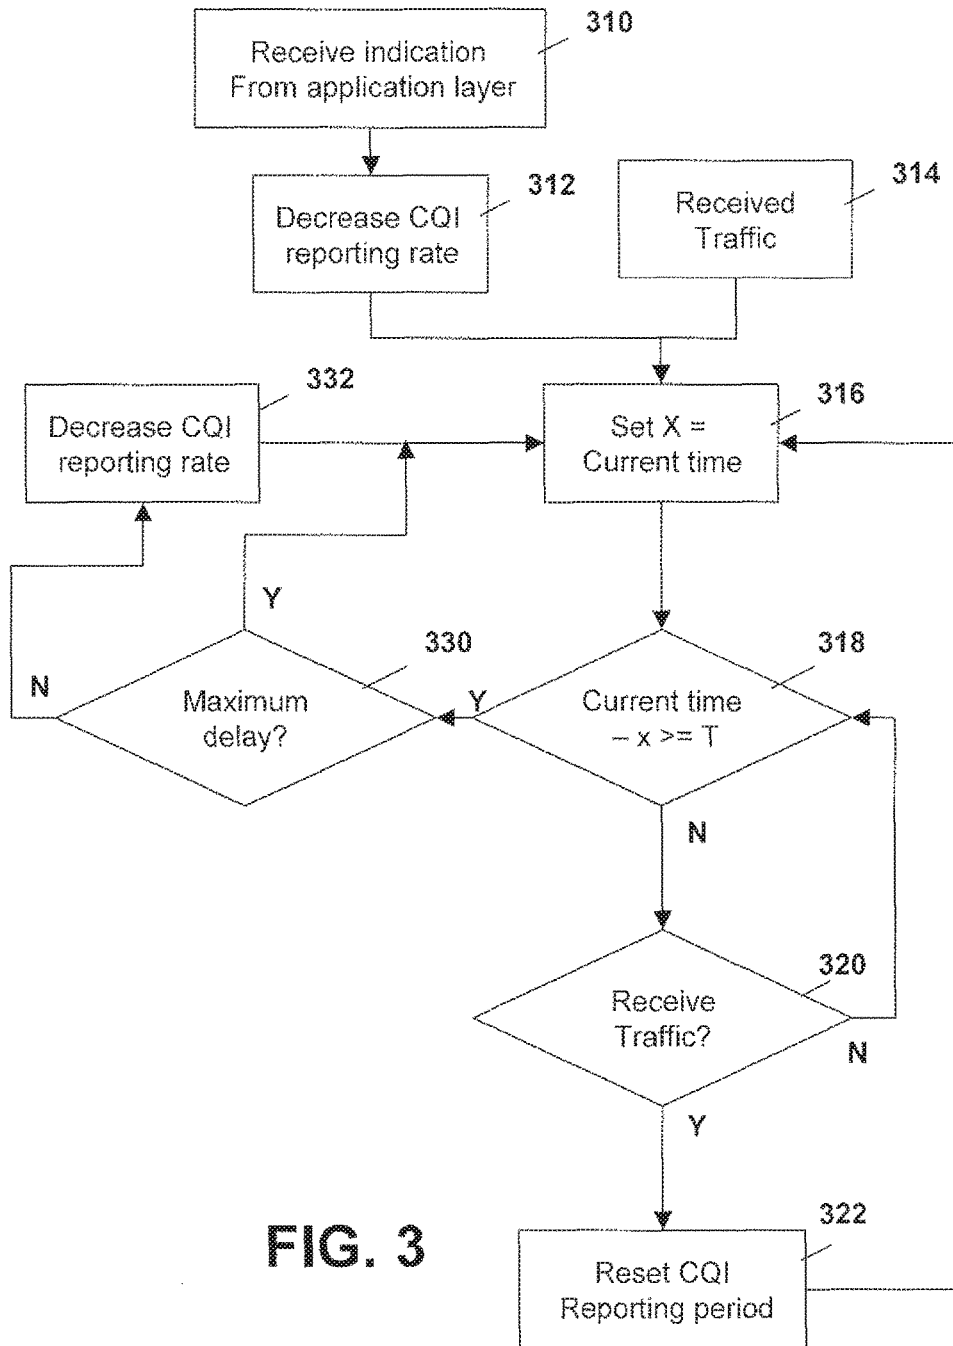 310
Receive indication
From application layer
312
Decrease CQI
reporting rate
314
Received
Traffic
332
Decrease CQI
reporting rate
316
Set X =
Current time
Y
330
Maximum
delay?
N
318
Current time
– x >= T
Y
N
320
Receive
Traffic?
N
Y
322
Reset CQI
Reporting period
FIG. 3